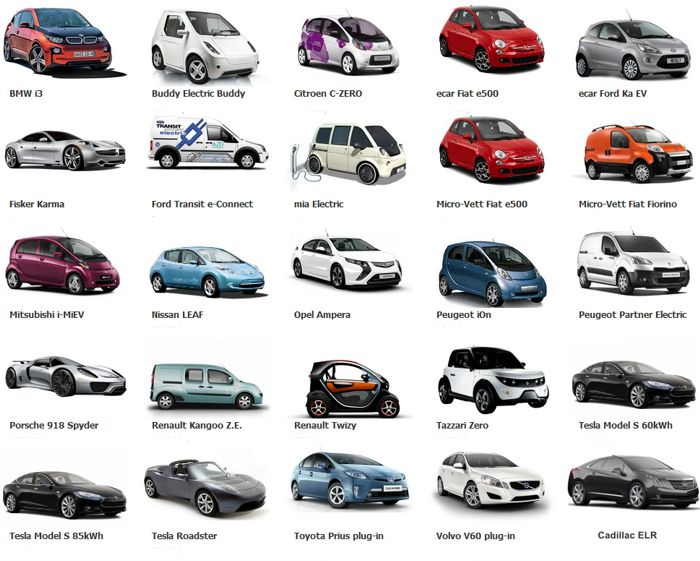 BMW i3
Buddy Electric Buddy
Citroen C-ZERO
ecar Fiat e500
ecar Ford Ka EV
Fisker Karma
Ford Transit e-Connect
mia Electric
Micro-Vett Fiat e500
Micro-Vett Fiat Fiorino
Mitsubishi i-MiEV
Nissan LEAF
Opel Ampera
Peugeot iOn
Peugeot Partner Electric
Porsche 918 Spyder
Renault Kangoo Z.E.
Renault Twizy
Tazzari Zero
Tesla Model S 60kWh
Tesla Model S 85kWh
Tesla Roadster
Toyota Prius plug-in
Volvo V60 plug-in
Cadillac ELR
TRANSIT
electric